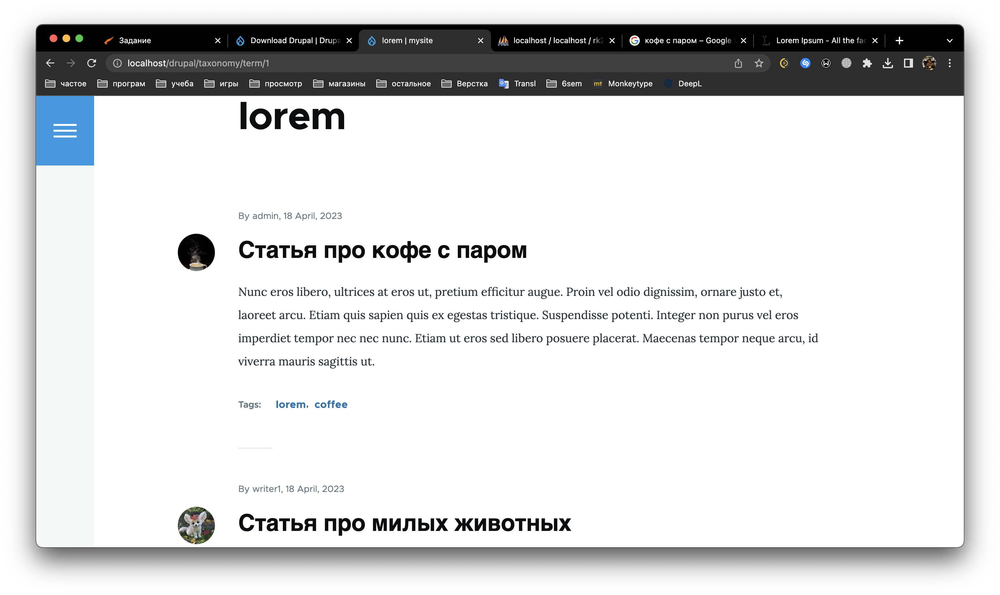 Задание
Download Drupal | Drupa
lorem | mysite
localhost / localhost / rk2
кофе с паром – Google
Lorem Ipsum - All the fac
localhost/drupal/taxonomy/term/1
частое
програм
учеба
игры
просмотр
магазины
остальное
Верстка
Transl
6sem
mt Monkeytype
DeepL
lorem
By admin, 18 April, 2023
Статья про кофе с паром
Nunc eros libero, ultrices at eros ut, pretium efficitur augue. Proin vel odio dignissim, ornare justo et,
laoreet arcu. Etiam quis sapien quis ex egestas tristique. Suspendisse potenti. Integer non purus vel eros
imperdiet tempor nec nec nunc. Etiam ut eros sed libero posuere placerat. Maecenas tempor neque arcu, id
viverra mauris sagittis ut.
Tags: lorem, coffee
By writer1, 18 April, 2023
Статья про милых животных